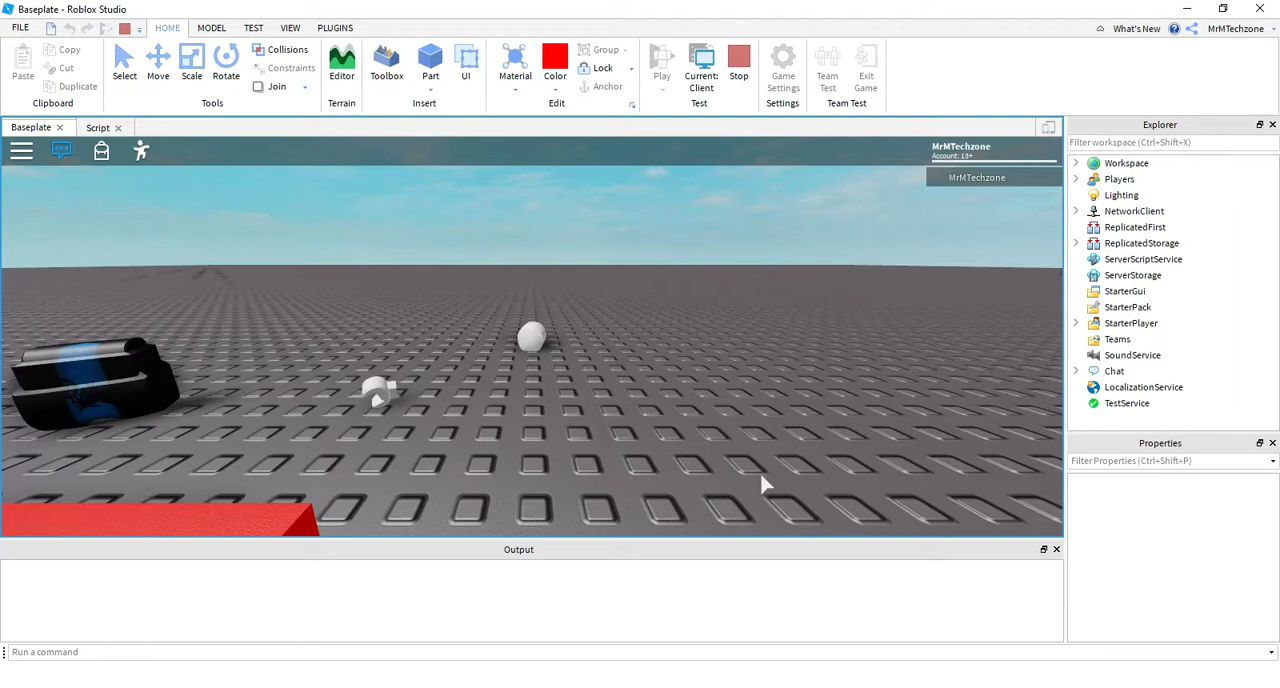 Baseplate - Roblox Studio
FILE HOME MODEL TEST VIEW PLUGINS What's New MrMTechzone
Paste Copy Cut Duplicate Clipboard
Select Move Scale Rotate Collisions Constraints Join Tools
Editor Terrain
Toolbox Part UI Insert
Material Color Group Lock Anchor Edit
Play Current: Client Stop Test
Game Settings Settings
Team Test Exit Game Team Test
Baseplate Script
MrMTechzone
Account: 13+
MrMTechzone
Explorer
Filter workspace (Ctrl+Shift+X)
Workspace
Players
Lighting
NetworkClient
ReplicatedFirst
ReplicatedStorage
ServerScriptService
ServerStorage
StarterGui
StarterPack
StarterPlayer
Teams
SoundService
Chat
LocalizationService
TestService
Properties
Filter Properties (Ctrl+Shift+P)
Output
Run a command